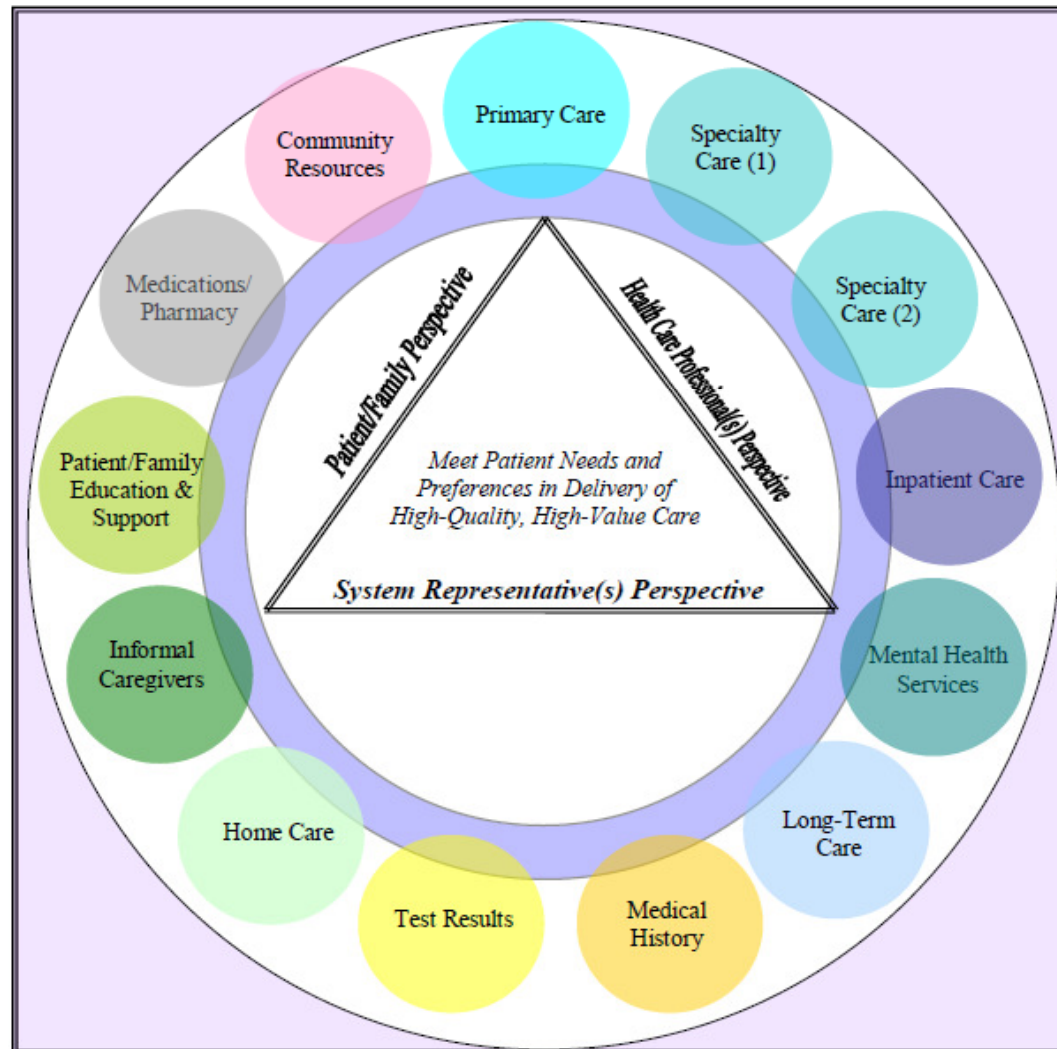 Primary Care
Specialty
Care (1)
Specialty
Care (2)
Inpatient Care
Mental Health
Services
Long-Term
Care
Medical
History
Test Results
Home Care
Informal
Caregivers
Patient/Family
Education &
Support
Medications/
Pharmacy
Community
Resources
Patient/Family Perspective
Health Care Professional(s) Perspective
Meet Patient Needs and
Preferences in Delivery of
High-Quality, High-Value Care
System Representative(s) Perspective